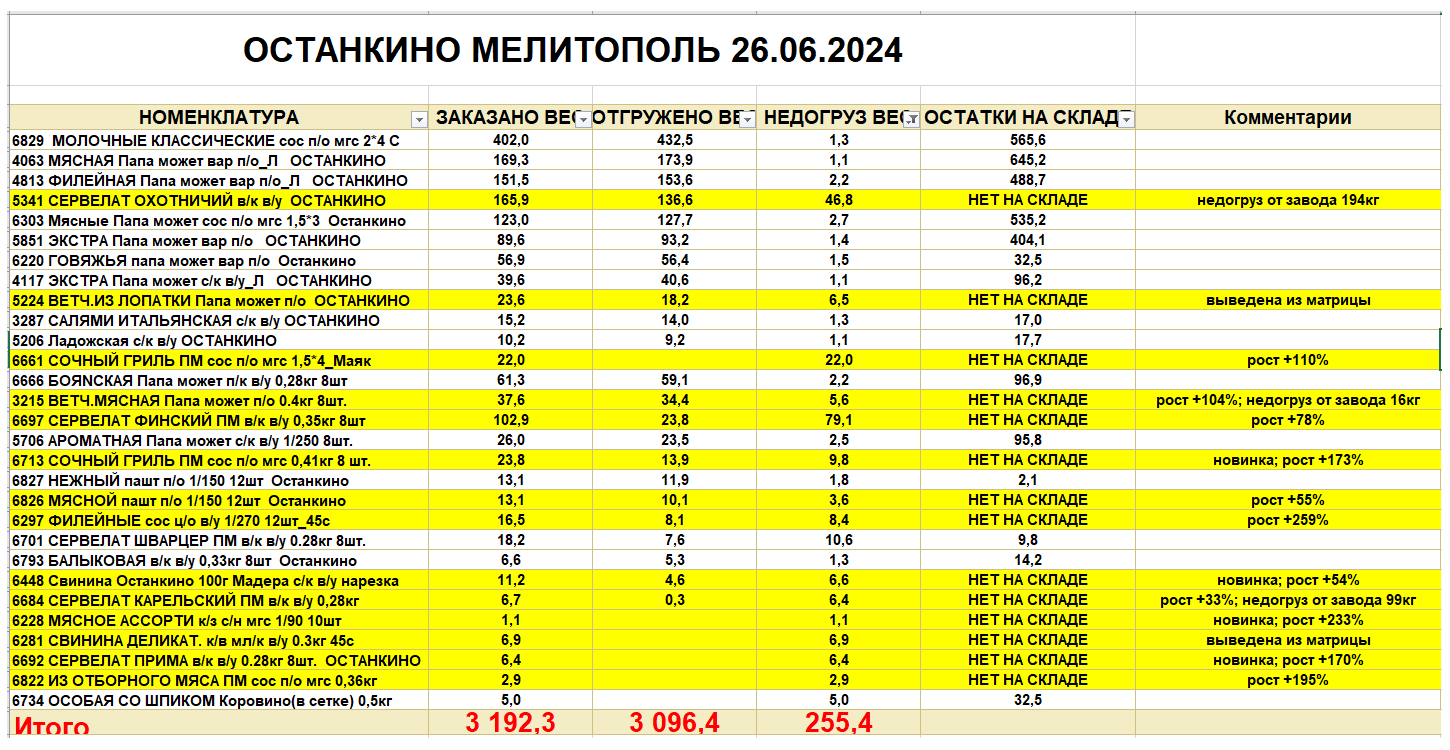 ОСТАНКИНО МЕЛИТОПОЛЬ 26.06.2024
НОМЕНКЛАТУРА ЗАКАЗАНО ВЕС ОТГРУЖЕНО ВЕ НЕДОГРУЗ ВЕС ОСТАТКИ НА СКЛАД Комментарии
6829 МОЛОЧНЫЕ КЛАССИЧЕСКИЕ сос п/о мгс 2*4 С 402,0 432,5 1,3 565,6
4063 МЯСНАЯ Папа может вар п/о_Л ОСТАНКИНО 169,3 173,9 1,1 645,2
4813 ФИЛЕЙНАЯ Папа может вар п/о_Л ОСТАНКИНО 151,5 153,6 2,2 488,7
5341 СЕРВЕЛАТ ОХОТНИЧИЙ в/к в/у ОСТАНКИНО 165,9 136,6 46,8 НЕТ НА СКЛАДЕ недогруз от завода 194кг
6303 Мясные Папа может сос п/о мгс 1,5*3 Останкино 123,0 127,7 2,7 535,2
5851 ЭКСТРА Папа может вар п/о ОСТАНКИНО 89,6 93,2 1,4 404,1
6220 ГОВЯЖЬЯ папа может вар п/о Останкино 56,9 56,4 1,5 32,5
4117 ЭКСТРА Папа может с/к в/у_Л ОСТАНКИНО 39,6 40,6 1,1 96,2
5224 ВЕТЧ.ИЗ ЛОПАТКИ Папа может п/о ОСТАНКИНО 23,6 18,2 6,5 НЕТ НА СКЛАДЕ выведена из матрицы
3287 САЛЯМИ ИТАЛЬЯНСКАЯ с/к в/у ОСТАНКИНО 15,2 14,0 1,3 17,0
5206 Ладожская с/к в/у ОСТАНКИНО 10,2 9,2 1,1 17,7
6661 СОЧНЫЙ ГРИЛЬ ПМ сос п/о мгс 1,5*4_Маяк 22,0 22,0 НЕТ НА СКЛАДЕ рост +110%
6666 БОЯNСКАЯ Папа может п/к в/у 0,28кг 8шт 61,3 59,1 2,2 96,9
3215 ВЕТЧ.МЯСНАЯ Папа может п/о 0.4кг 8шт. 37,6 34,4 5,6 НЕТ НА СКЛАДЕ рост +104%; недогруз от завода 16кг
6697 СЕРВЕЛАТ ФИНСКИЙ ПМ в/к в/у 0,35кг 8шт 102,9 23,8 79,1 НЕТ НА СКЛАДЕ рост +78%
5706 АРОМАТНАЯ Папа может с/к в/у 1/250 8шт. 26,0 23,5 2,5 95,8
6713 СОЧНЫЙ ГРИЛЬ ПМ сос п/о мгс 0,41кг 8 шт. 23,8 13,9 9,8 НЕТ НА СКЛАДЕ новинка; рост +173%
6827 НЕЖНЫЙ пашт п/о 1/150 12шт Останкино 13,1 11,9 1,8 2,1
6826 МЯСНОЙ пашт п/о 1/150 12шт Останкино 13,1 10,1 3,6 НЕТ НА СКЛАДЕ рост +55%
6297 ФИЛЕЙНЫЕ сос ц/о в/у 1/270 12шт_45с 16,5 8,1 8,4 НЕТ НА СКЛАДЕ рост +259%
6701 СЕРВЕЛАТ ШВАРЦЕР ПМ в/к в/у 0.28кг 8шт. 18,2 7,6 10,6 9,8
6793 БАЛЫКОВАЯ в/к в/у 0,33кг 8шт Останкино 6,6 5,3 1,3 14,2
6448 Свинина Останкино 100г Мадера с/к в/у нарезка 11,2 4,6 6,6 НЕТ НА СКЛАДЕ новинка; рост +54%
6684 СЕРВЕЛАТ КАРЕЛЬСКИЙ ПМ в/к в/у 0,28кг 6,7 0,3 6,4 НЕТ НА СКЛАДЕ рост +33%; недогруз от завода 99кг
6228 МЯСНОЕ АССОРТИ к/з с/н мгс 1/90 10шт 1,1 1,1 НЕТ НА СКЛАДЕ новинка; рост +233%
6281 СВИНИНА ДЕЛИКАТ. к/в мл/к в/у 0.3кг 45с 6,9 6,9 НЕТ НА СКЛАДЕ выведена из матрицы
6692 СЕРВЕЛАТ ПРИМА в/к в/у 0.28кг 8шт. ОСТАНКИНО 6,4 6,4 НЕТ НА СКЛАДЕ новинка; рост +170%
6822 ИЗ ОТБОРНОГО МЯСА ПМ сос п/о мгс 0,36кг 2,9 2,9 НЕТ НА СКЛАДЕ рост +195%
6734 ОСОБАЯ СО ШПИКОМ Коровино(в сетке) 0,5кг 5,0 5,0 32,5
Итого 3 192,3 3 096,4 255,4